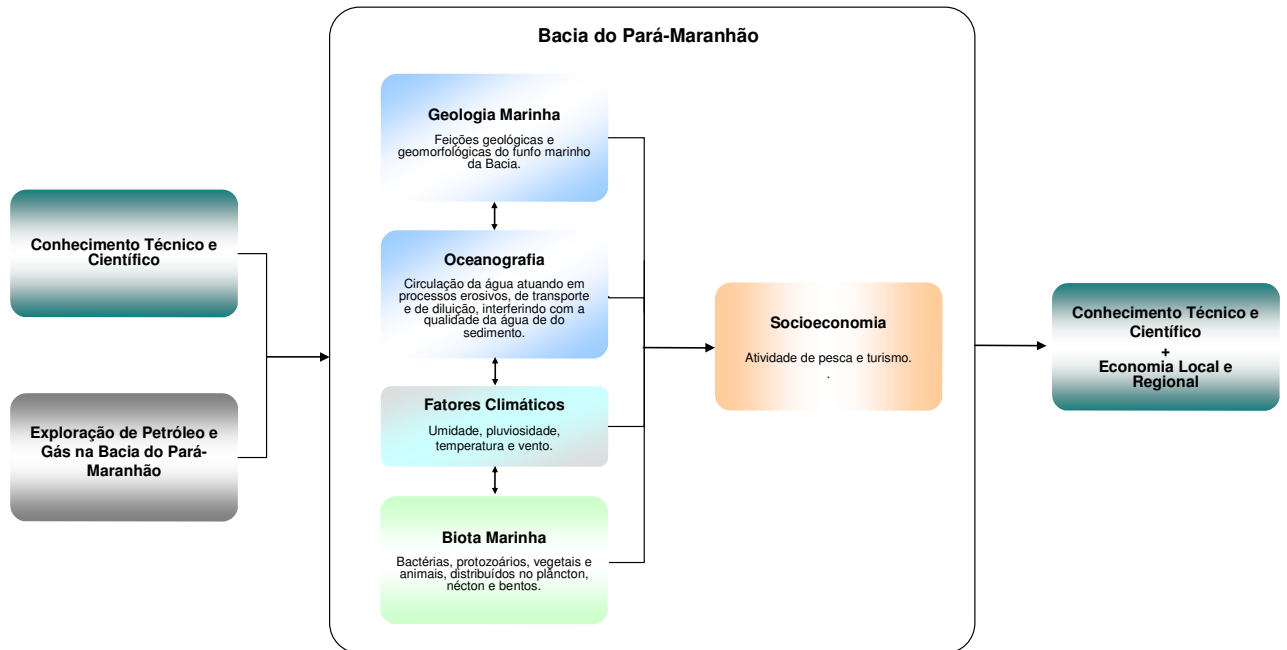 Bacia do Pará-Maranhão
Conhecimento Técnico e
Científico
Exploração de Petróleo e
Gás na Bacia do Pará-
Maranhão
Geologia Marinha
Feições geológicas e
geomorfológicas do funfo marinho
da Bacia.
Oceanografia
Circulação da água atuando em
processos erosivos, de transporte
e de diluição, interferindo com a
qualidade da água de do
sedimento.
Fatores Climáticos
Umidade, pluviosidade,
temperatura e vento.
Biota Marinha
Bactérias, protozoários, vegetais e
animais, distribuídos no plâncton,
nécton e bentos.
Socioeconomia
Atividade de pesca e turismo.
.
Conhecimento Técnico e
Científico
+
Economia Local e
Regional